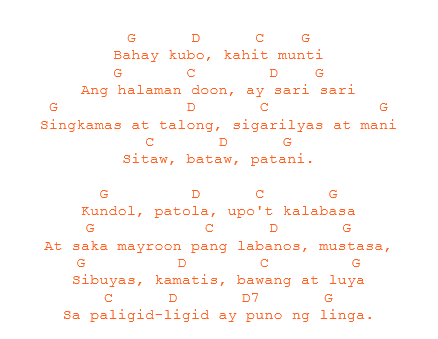 G D C G
Bahay kubo, kahit munti
G C D G
Ang halaman doon, ay sari sari
G D C G
Singkamas at talong, sigarilyas at mani
C D G
Sitaw, bataw, patani.
G D C G
Kundol, patola, upo't kalabasa
G C D G
At saka mayroon pang labanos, mustasa,
G D C G
Sibuyas, kamatis, bawang at luya
C D D7 G
Sa paligid-ligid ay puno ng linga.